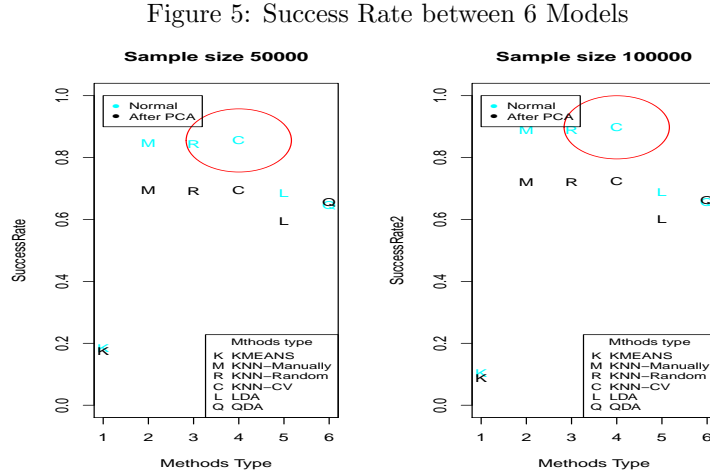 Figure 5: Success Rate between 6 Models
Sample size 50000
SuccessRate
1.0
0.8
0.6
0.4
0.2
0.0
Normal
After PCA
M R C
L
Q
M R C
L
Q
K
K
Mthods type
K KMEANS
M KNN−Manually
R KNN−Random
C KNN−CV
L LDA
Q QDA
1 2 3 4 5 6
Methods Type
Sample size 100000
SuccessRate2
1.0
0.8
0.6
0.4
0.2
0.0
Normal
After PCA
M R C
L
Q
M R C
L
Q
K
K
Mthods type
K KMEANS
M KNN−Manually
R KNN−Random
C KNN−CV
L LDA
Q QDA
1 2 3 4 5 6
Methods Type